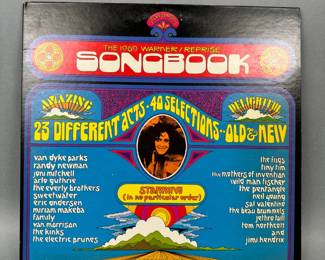 THE 1969 WARNER/REPRISE
SONGBOOK
AMAZING
DELIGHTFUL
23 DIFFERENT ACTS-40 SELECTIONS-OLD & NEW
STARRING
(in no particular order)
van dyke parks
randy newman
joni mitchell
arlo guthrie
the everly brothers
sweetwater
eric andersen
miriam makeba
family
van morrison
the kinks
the electric prunes
the fugs
tiny tim
the mothers of invention
wild man fischer
the pentangle
neil young
sal valentino
the beau brummels
jethro tull
tom northcott
and
jimi hendrix